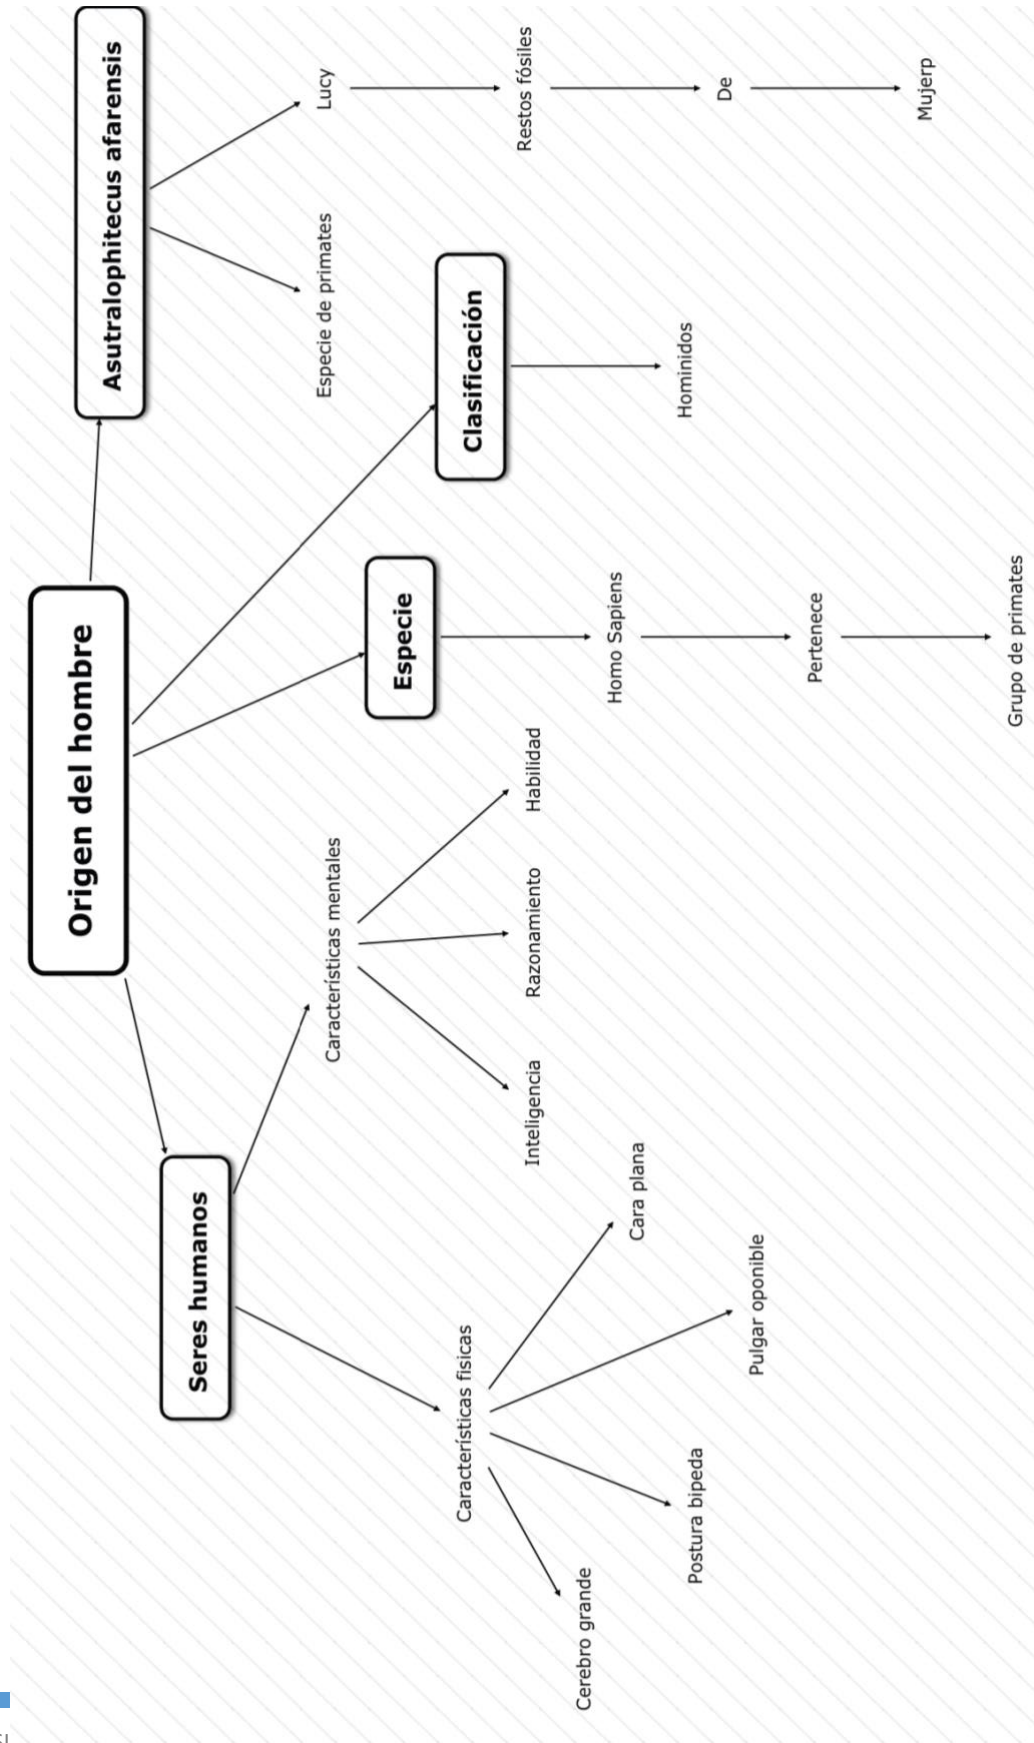 Origen del hombre
Seres humanos
Características fisicas
Cerebro grande
Postura bipeda
Pulgar oponible
Cara plana
Características mentales
Inteligencia
Razonamiento
Habilidad
Especie
Homo Sapiens
Pertenece
Grupo de primates
Clasificación
Hominidos
Asutralophitecus afarensis
Especie de primates
Lucy
Restos fósiles
De
Mujerp